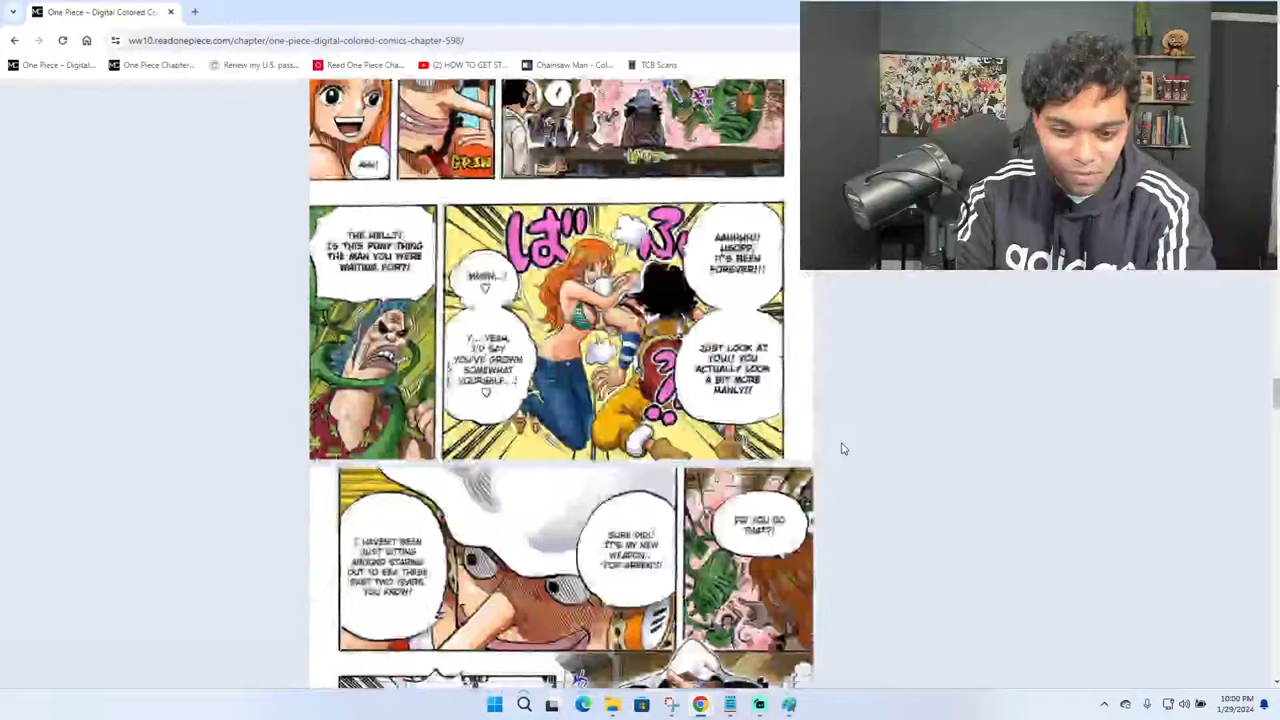 One Piece – Digital Colored Co
ww10.readonepiece.com/chapter/one-piece-digital-colored-comics-chapter-598/
One Piece – Digital...
One Piece Chapter...
Renew my U.S. pass...
Read One Piece Cha...
(2) HOW TO GET ST...
Chainsaw Man - Col...
TCB Scans
AHH!
GRIN
THE HELL?!
IS THIS PONY THING
THE MAN YOU WERE
WAITING FOR?!
ば
ふ
AAHHHH!!
USOPP,
IT'S BEEN
FOREVER!!!
Y... YEAH,
I'D SAY
YOU'VE GROWN
SOMEWHAT
YOURSELF...!
♡
JUST LOOK AT
YOU!! YOU
ACTUALLY LOOK
A BIT MORE
MANLY!!
DID YOU DO
THAT?!
SURE DID!
IT'S MY NEW
WEAPON...
POP GREEN!!
I HAVEN'T BEEN
JUST SITTING
AROUND STARING
OUT TO SEA THESE
PAST TWO YEARS,
YOU KNOW!
adidas
10:00 PM
1/29/2024